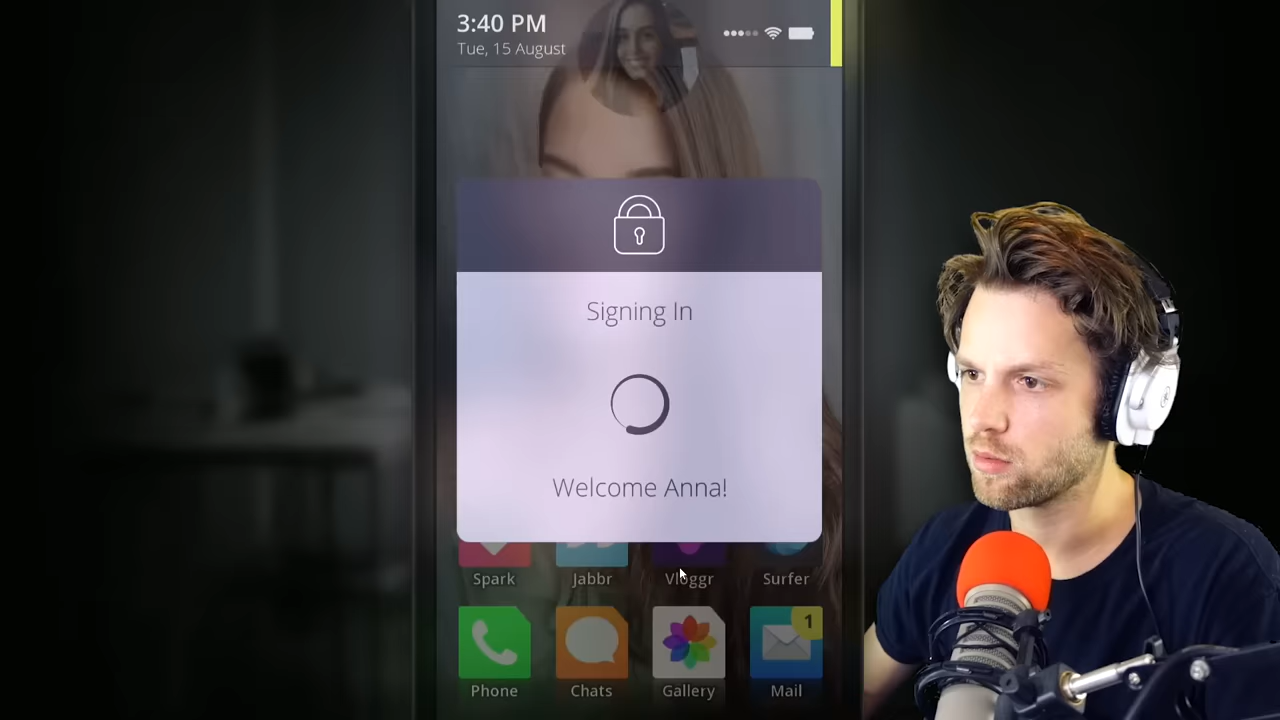 3:40 PM
Tue, 15 August
Signing In
Welcome Anna!
Spark Jabbr Vloggr Surfer
1
Phone Chats Gallery Mail